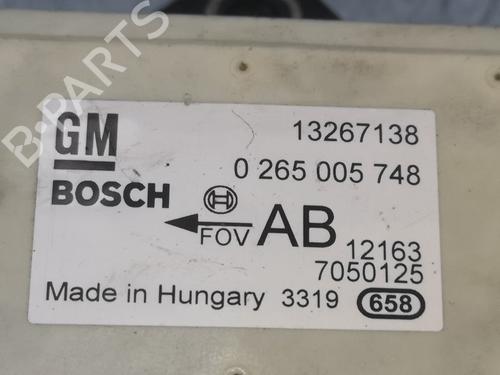 B-PARTS
GM 13267138
BOSCH 0 265 005 748
FOV AB 12163
7050125
Made in Hungary 3319 658